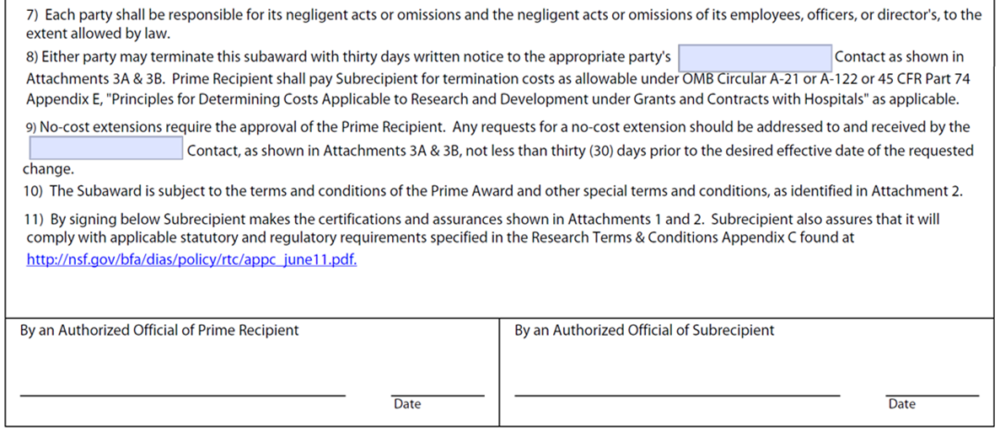 7) Each party shall be responsible for its negligent acts or omissions and the negligent acts or omissions of its employees, officers, or director's, to the
extent allowed by law.
8) Either party may terminate this subaward with thirty days written notice to the appropriate party's Contact as shown in
Attachments 3A & 3B. Prime Recipient shall pay Subrecipient for termination costs as allowable under OMB Circular A-21 or A-122 or 45 CFR Part 74
Appendix E, "Principles for Determining Costs Applicable to Research and Development under Grants and Contracts with Hospitals" as applicable.
9) No-cost extensions require the approval of the Prime Recipient. Any requests for a no-cost extension should be addressed to and received by the
Contact, as shown in Attachments 3A & 3B, not less than thirty (30) days prior to the desired effective date of the requested
change.
10) The Subaward is subject to the terms and conditions of the Prime Award and other special terms and conditions, as identified in Attachment 2.
11) By signing below Subrecipient makes the certifications and assurances shown in Attachments 1 and 2. Subrecipient also assures that it will
comply with applicable statutory and regulatory requirements specified in the Research Terms & Conditions Appendix C found at
http://nsf.gov/bfa/dias/policy/rtc/appc_june11.pdf.
By an Authorized Official of Prime Recipient
Date
By an Authorized Official of Subrecipient
Date